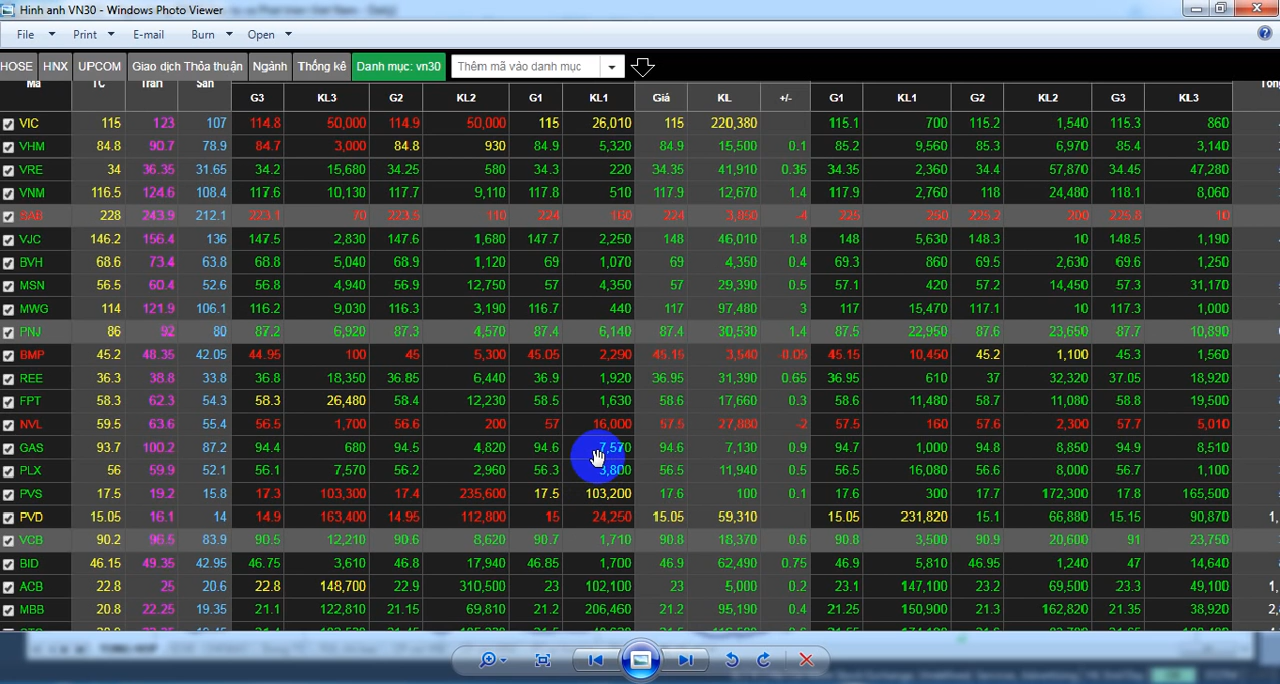 Hinh anh VN30 - Windows Photo Viewer
File Print E-mail Burn Open
HOSE HNX UPCOM Giao dịch Thỏa thuận Ngành Thống kê Danh mục: vn30 Thêm mã vào danh mục
Mã TC Trần Sàn G3 KL3 G2 KL2 G1 KL1 Giá KL +/- G1 KL1 G2 KL2 G3 KL3
VIC 115 123 107 114.8 50,000 114.9 50,000 115 26,010 115 220,380 115.1 700 115.2 1,540 115.3 860
VHM 84.8 90.7 78.9 84.7 3,000 84.8 930 84.9 5,320 84.9 15,500 0.1 85.2 9,560 85.3 6,970 85.4 3,140
VRE 34 36.35 31.65 34.2 15,680 34.25 580 34.3 220 34.35 41,910 0.35 34.35 2,360 34.4 57,870 34.45 47,280
VNM 116.5 124.6 108.4 117.6 10,130 117.7 9,110 117.8 510 117.9 12,670 1.4 117.9 2,760 118 24,480 118.1 8,060
SAB 228 243.9 212.1 223.1 70 223.5 110 224 160 224 3,850 -4 225 250 225.2 200 225.8 10
VJC 146.2 156.4 136 147.5 2,830 147.6 1,680 147.7 2,250 148 46,010 1.8 148 5,630 148.3 10 148.5 1,190
BVH 68.6 73.4 63.8 68.8 5,040 68.9 1,120 69 1,070 69 4,350 0.4 69.3 860 69.5 2,630 69.6 1,250
MSN 56.5 60.4 52.6 56.8 4,940 56.9 12,750 57 4,350 57 29,390 0.5 57.1 420 57.2 14,450 57.3 31,170
MWG 114 121.9 106.1 116.2 9,030 116.3 3,190 116.7 440 117 97,480 3 117 15,470 117.1 10 117.3 1,000
PNJ 86 92 80 87.2 6,920 87.3 4,570 87.4 6,140 87.4 30,530 1.4 87.5 22,950 87.6 23,650 87.7 10,890
BMP 45.2 48.35 42.05 44.95 100 45 5,300 45.05 2,290 45.15 3,540 -0.05 45.15 10,450 45.2 1,100 45.3 1,560
REE 36.3 38.8 33.8 36.8 18,350 36.85 6,440 36.9 1,920 36.95 31,390 0.65 36.95 610 37 32,320 37.05 18,920
FPT 58.3 62.3 54.3 58.3 26,480 58.4 12,230 58.5 1,630 58.6 17,660 0.3 58.6 11,480 58.7 11,080 58.8 19,500
NVL 59.5 63.6 55.4 56.5 1,700 56.6 200 57 16,000 57.5 27,880 -2 57.5 160 57.6 2,300 57.7 5,010
GAS 93.7 100.2 87.2 94.4 680 94.5 4,820 94.6 7,570 94.6 7,130 0.9 94.7 1,000 94.8 8,850 94.9 8,510
PLX 56 59.9 52.1 56.1 7,570 56.2 2,960 56.3 3,800 56.5 11,940 0.5 56.5 16,080 56.6 8,000 56.7 1,100
PVS 17.5 19.2 15.8 17.3 103,300 17.4 235,600 17.5 103,200 17.6 100 0.1 17.6 300 17.7 172,300 17.8 165,500
PVD 15.05 16.1 14 14.9 163,400 14.95 112,800 15 24,250 15.05 59,310 15.05 231,820 15.1 66,880 15.15 90,870 1,
VCB 90.2 96.5 83.9 90.5 12,210 90.6 8,620 90.7 1,710 90.8 18,370 0.6 90.8 3,500 90.9 20,600 91 23,750
BID 46.15 49.35 42.95 46.75 3,610 46.8 17,940 46.85 1,700 46.9 62,490 0.75 46.9 5,810 46.95 1,240 47 14,640
ACB 22.8 25 20.6 22.8 148,700 22.9 310,500 23 102,100 23 5,000 0.2 23.1 147,100 23.2 69,500 23.3 49,100 1,
MBB 20.8 22.25 19.35 21.1 122,810 21.15 69,810 21.2 206,460 21.2 95,190 0.4 21.25 150,900 21.3 162,820 21.35 38,920 2,